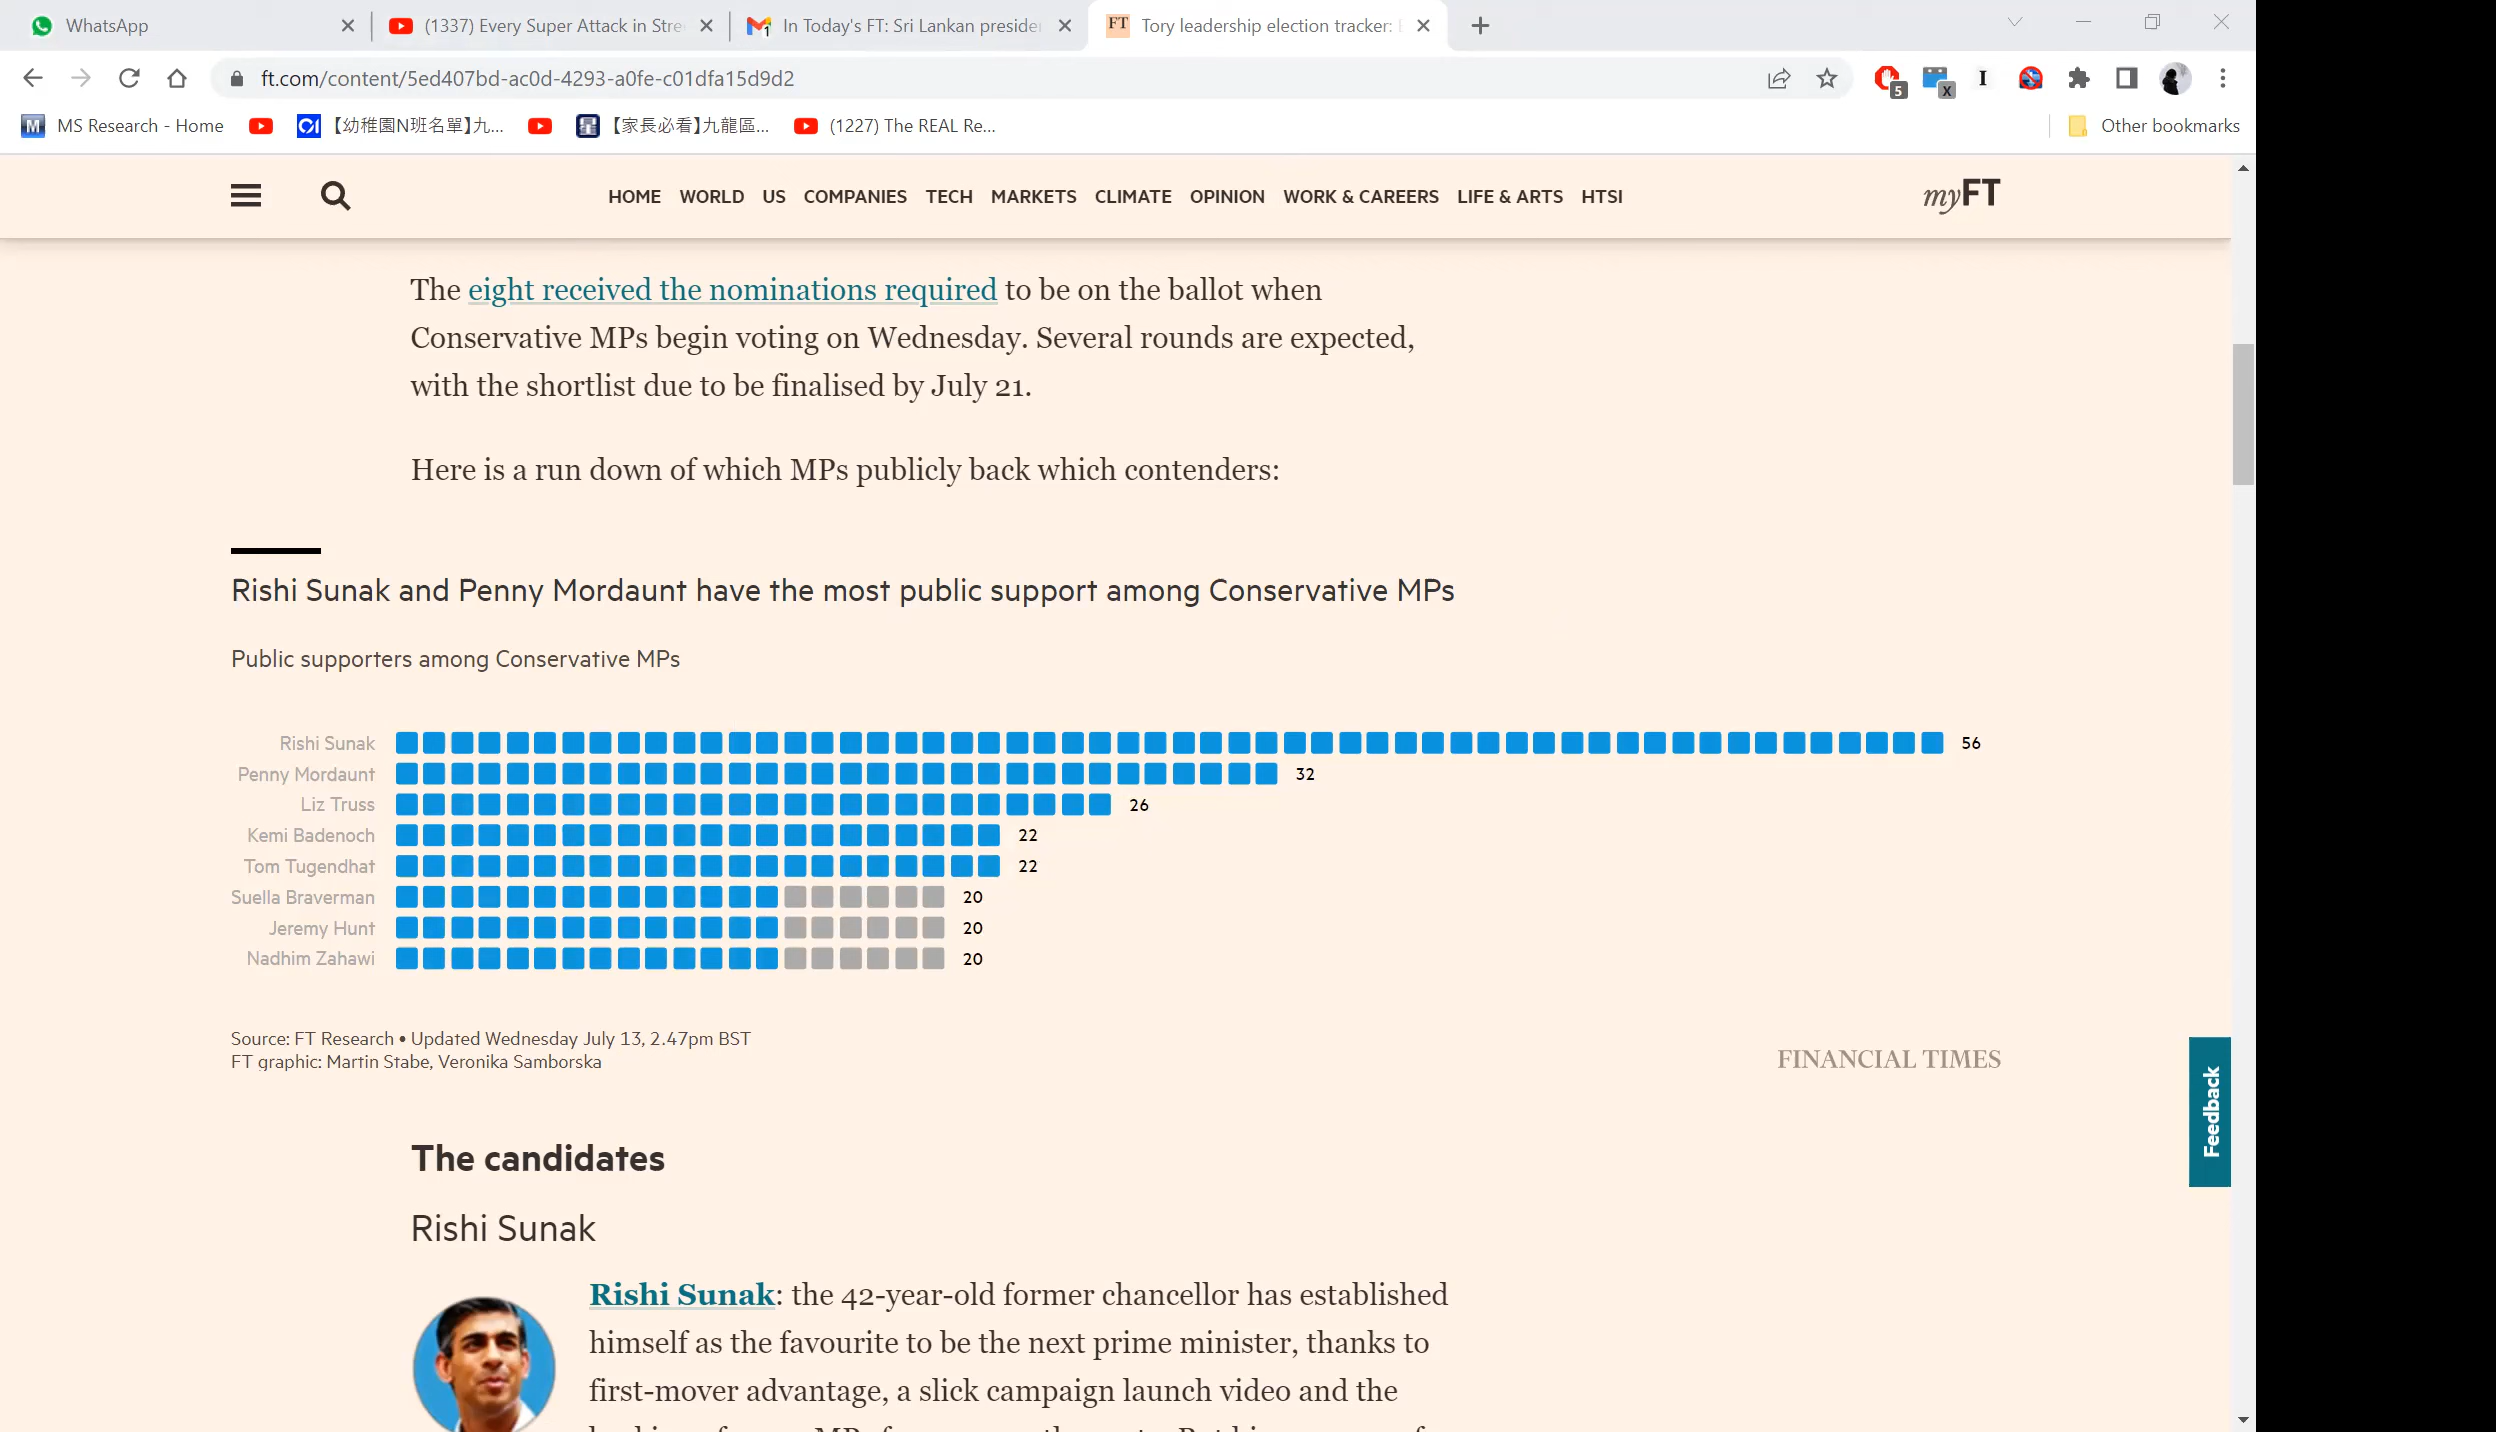 WhatsApp
(1337) Every Super Attack in Stre
In Today's FT: Sri Lankan preside
Tory leadership election tracker:
ft.com/content/5ed407bd-ac0d-4293-a0fe-c01dfa15d9d2
5
X
I
MS Research - Home
【幼稚園N班名單】九...
【家長必看】九龍區...
(1227) The REAL Re...
Other bookmarks
HOME WORLD US COMPANIES TECH MARKETS CLIMATE OPINION WORK & CAREERS LIFE & ARTS HTSI
myFT
The eight received the nominations required to be on the ballot when
Conservative MPs begin voting on Wednesday. Several rounds are expected,
with the shortlist due to be finalised by July 21.
Here is a run down of which MPs publicly back which contenders:
Rishi Sunak and Penny Mordaunt have the most public support among Conservative MPs
Public supporters among Conservative MPs
Rishi Sunak 56
Penny Mordaunt 32
Liz Truss 26
Kemi Badenoch 22
Tom Tugendhat 22
Suella Braverman 20
Jeremy Hunt 20
Nadhim Zahawi 20
Source: FT Research • Updated Wednesday July 13, 2.47pm BST
FT graphic: Martin Stabe, Veronika Samborska
FINANCIAL TIMES
Feedback
The candidates
Rishi Sunak
Rishi Sunak: the 42-year-old former chancellor has established
himself as the favourite to be the next prime minister, thanks to
first-mover advantage, a slick campaign launch video and the